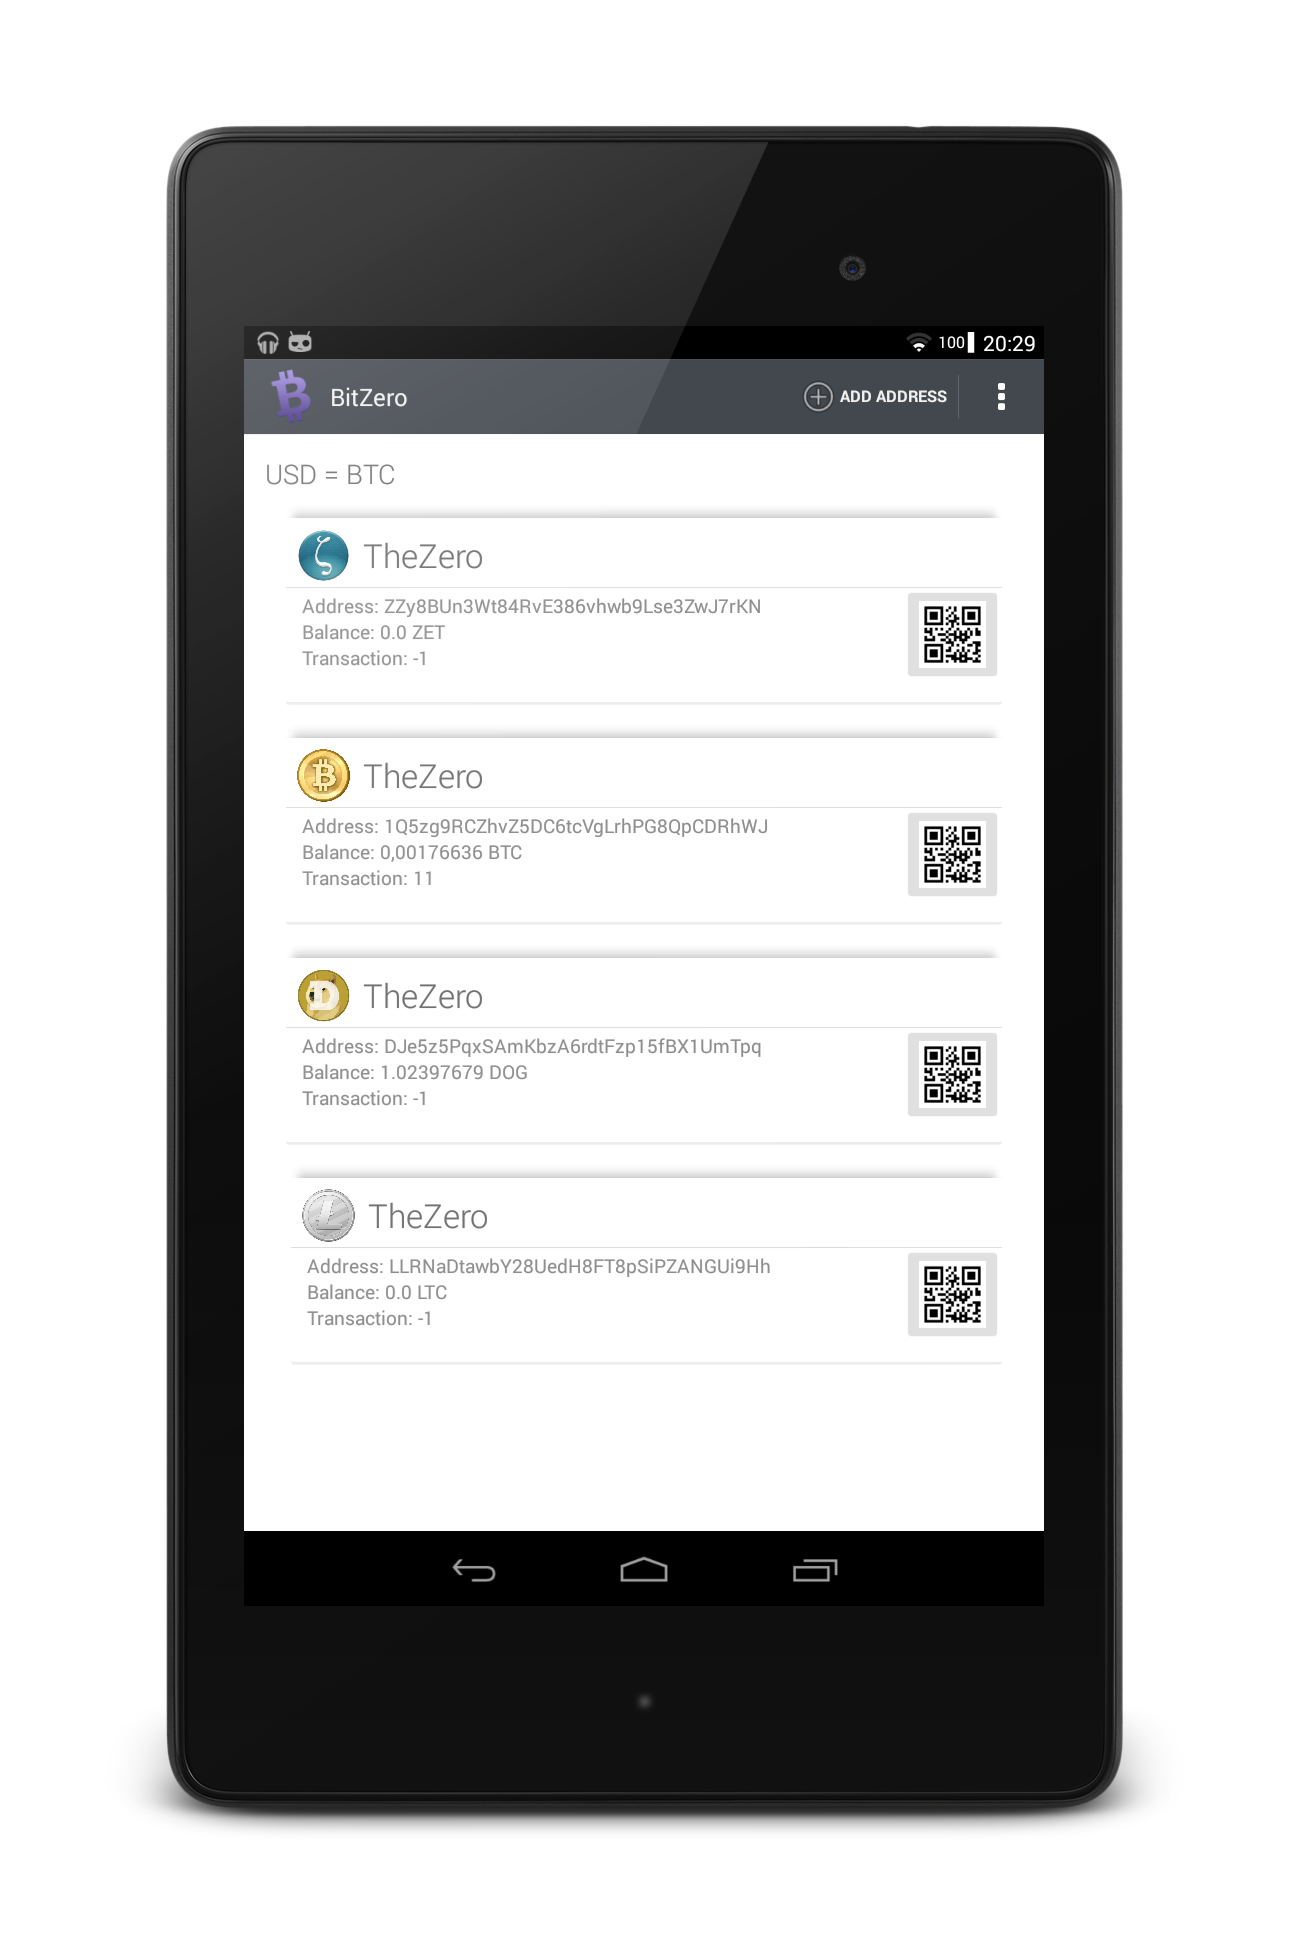 100 20:29
BitZero ADD ADDRESS
USD = BTC
TheZero
Address: ZZy8BUn3Wt84RvE386vhwb9Lse3ZwJ7rKN
Balance: 0.0 ZET
Transaction: -1
TheZero
Address: 1Q5zg9RCZhvZ5DC6tcVgLrhPG8QpCDRhWJ
Balance: 0,00176636 BTC
Transaction: 11
TheZero
Address: DJe5z5PqxSAmKbzA6rdtFzp15fBX1UmTpq
Balance: 1.02397679 DOG
Transaction: -1
TheZero
Address: LLRNaDtawbY28UedH8FT8pSiPZANGUi9Hh
Balance: 0.0 LTC
Transaction: -1